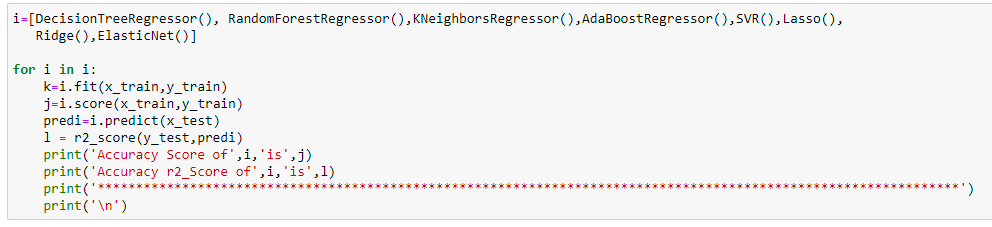 i=[DecisionTreeRegressor(), RandomForestRegressor(),KNeighborsRegressor(),AdaBoostRegressor(),SVR(),Lasso(),
   Ridge(),ElasticNet()]

for i in i:
    k=i.fit(x_train,y_train)
    j=i.score(x_train,y_train)
    predi=i.predict(x_test)
    l = r2_score(y_test,predi)
    print('Accuracy Score of',i,'is',j)
    print('Accuracy r2_Score of',i,'is',l)
    print('****************************************************************************************************************')
    print('\n')